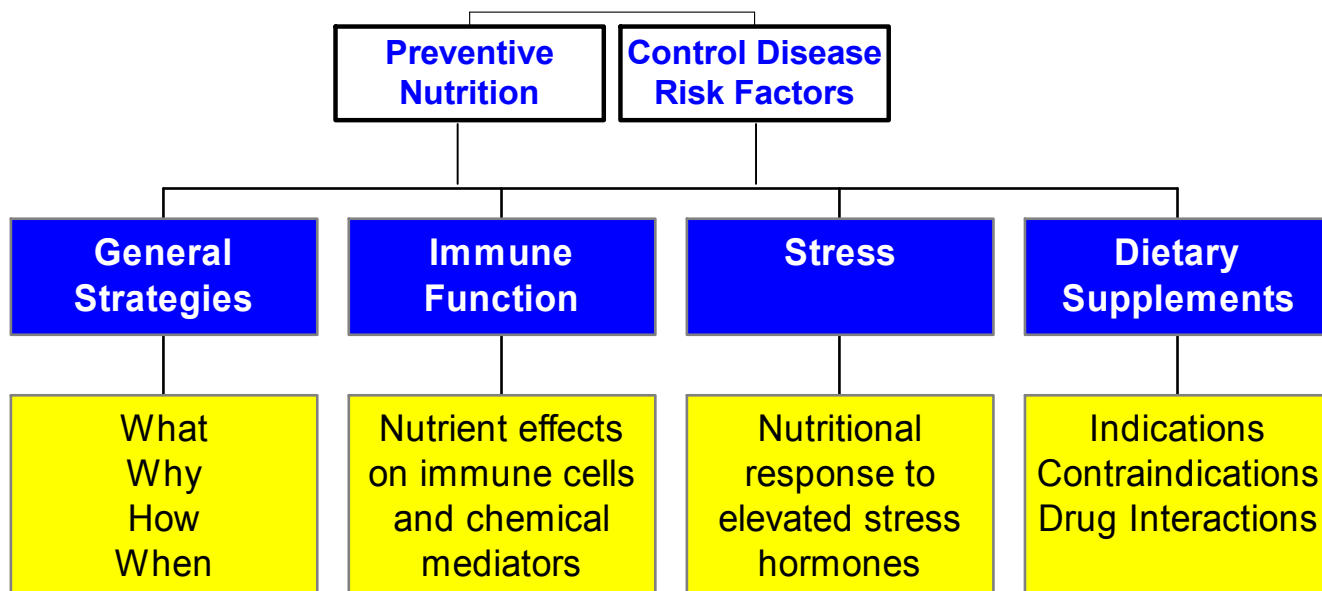 Preventive
Nutrition
Control Disease
Risk Factors
General
Strategies
Immune
Function
Stress
Dietary
Supplements
What
Why
How
When
Nutrient effects
on immune cells
and chemical
mediators
Nutritional
response to
elevated stress
hormones
Indications
Contraindications
Drug Interactions